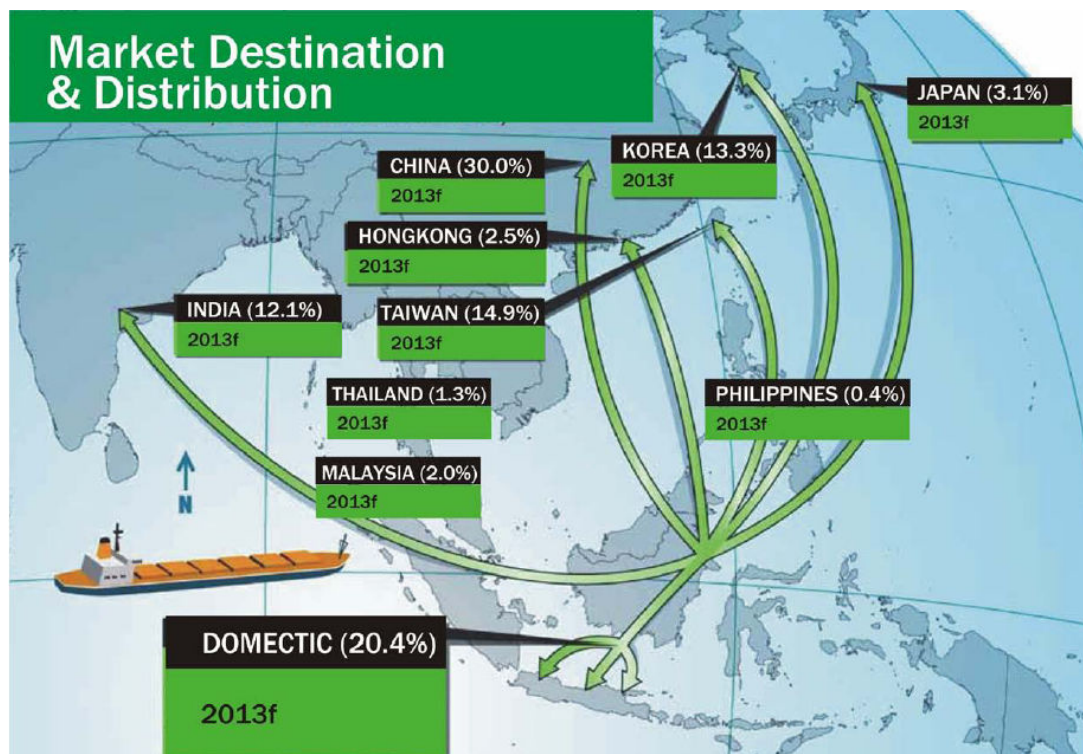 Market Destination
& Distribution
JAPAN (3.1%)
2013f
KOREA (13.3%)
2013f
CHINA (30.0%)
2013f
HONGKONG (2.5%)
2013f
INDIA (12.1%)
2013f
TAIWAN (14.9%)
2013f
THAILAND (1.3%)
2013f
PHILIPPINES (0.4%)
2013f
MALAYSIA (2.0%)
2013f
N
DOMECTIC (20.4%)
2013f